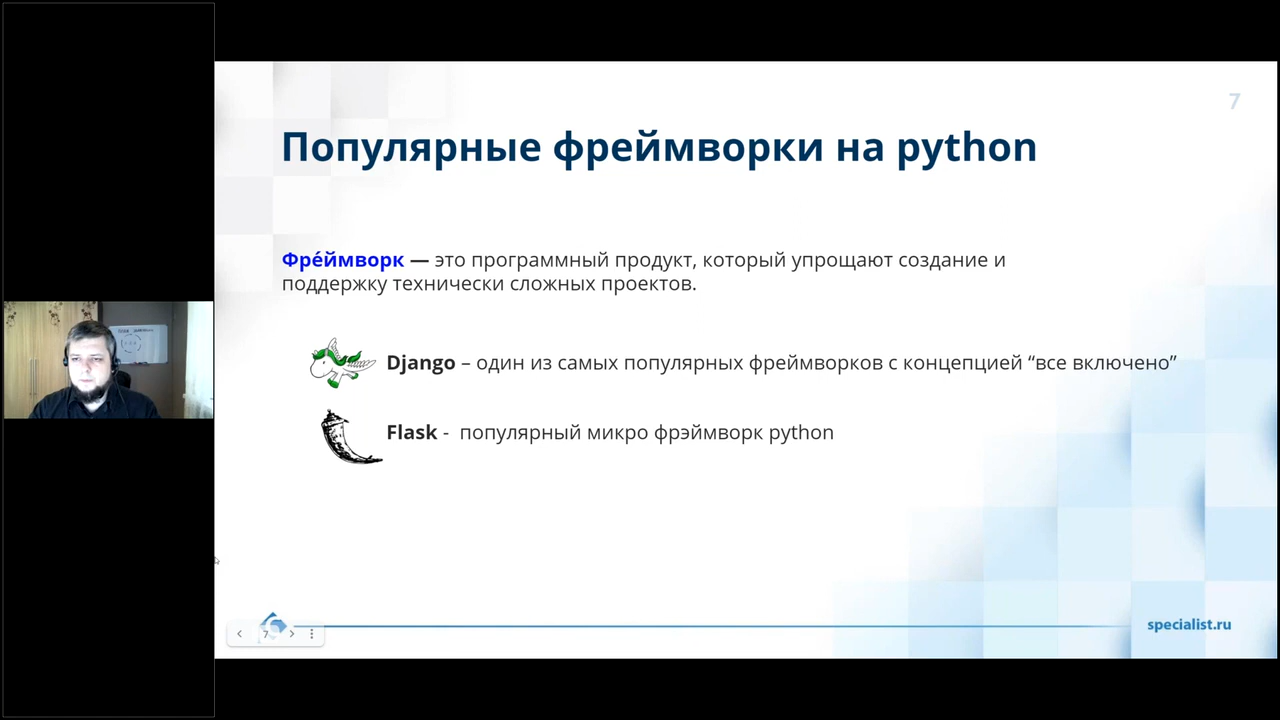 7
Популярные фреймворки на python
Фре́ймворк — это программный продукт, который упрощают создание и
поддержку технически сложных проектов.
Django – один из самых популярных фреймворков с концепцией “все включено”
Flask - популярный микро фрэймворк python
7
specialist.ru